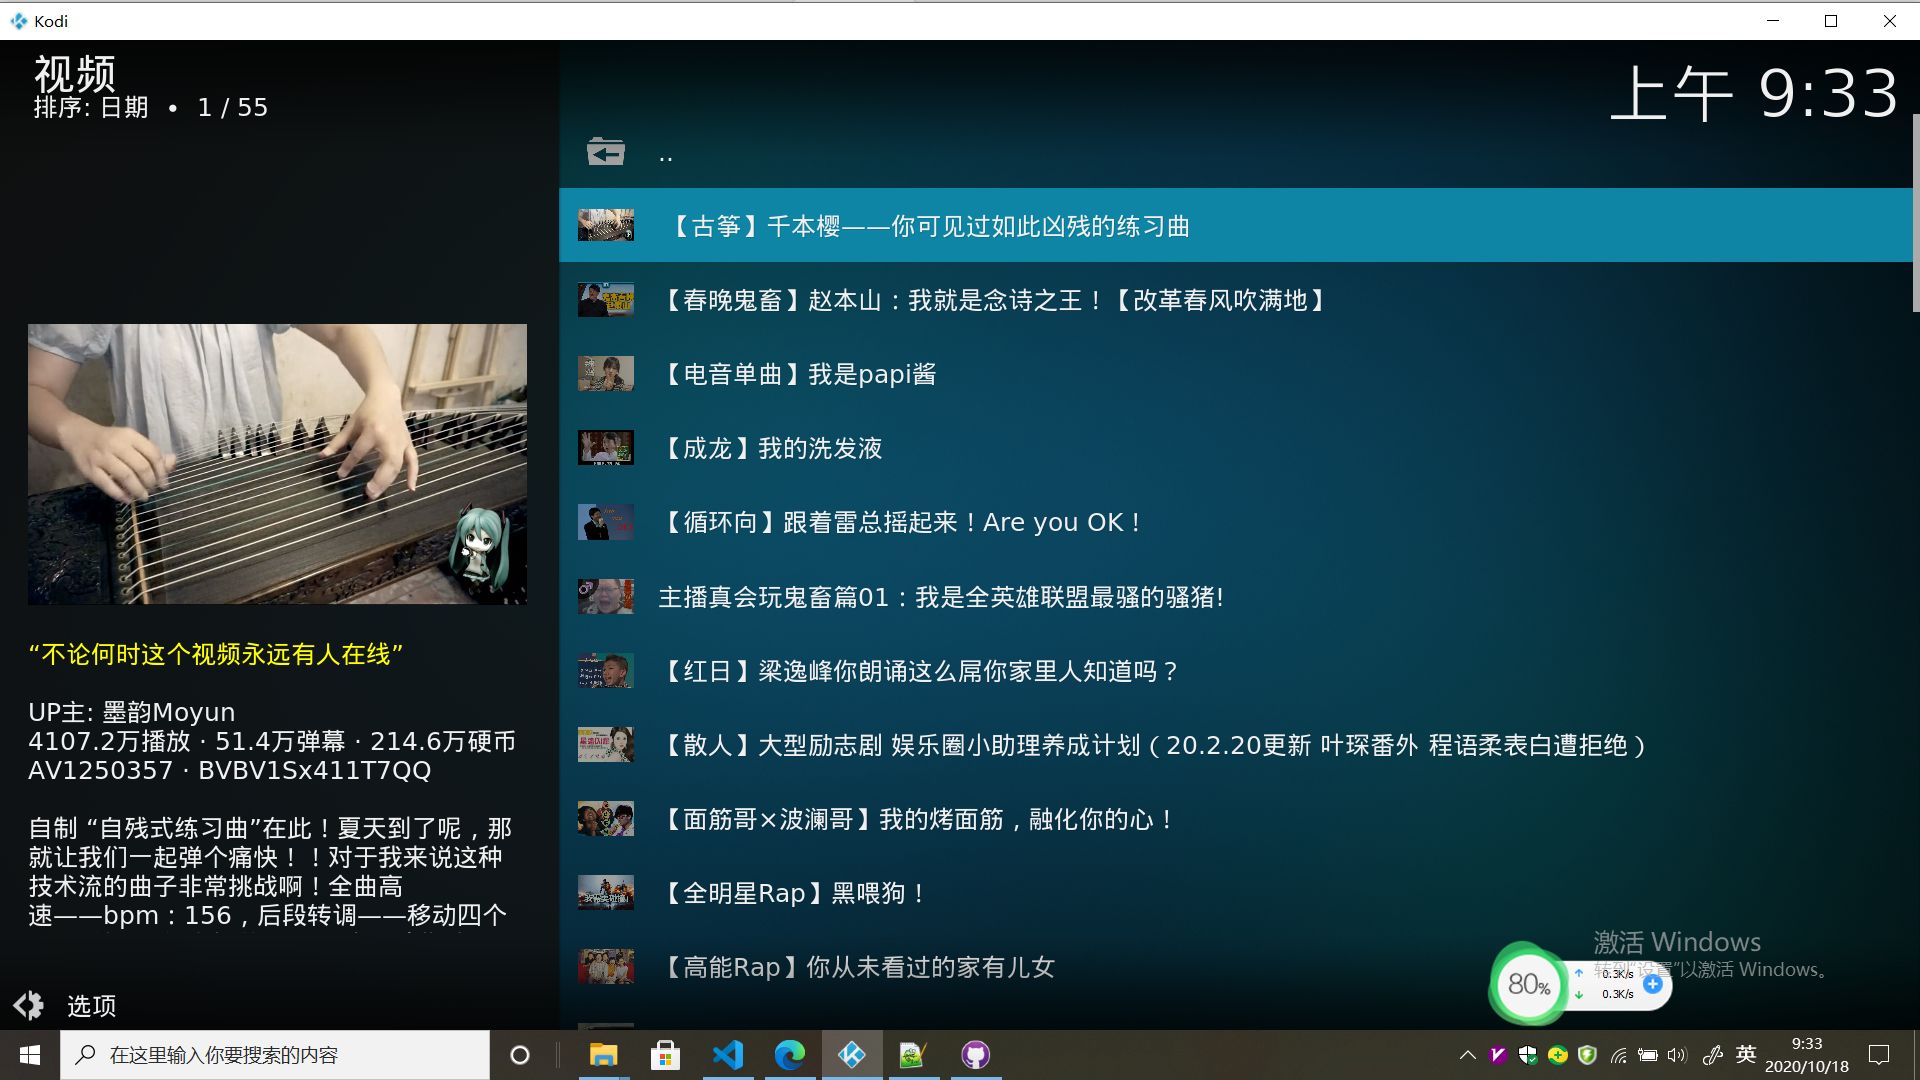 Kodi
视频
排序: 日期 • 1 / 55
上午 9:33
..
【古筝】千本樱——你可见过如此凶残的练习曲
【春晚鬼畜】赵本山：我就是念诗之王！【改革春风吹满地】
【电音单曲】我是papi酱
【成龙】我的洗发液
【循环向】跟着雷总摇起来！Are you OK！
主播真会玩鬼畜篇01：我是全英雄联盟最骚的骚猪!
【红日】梁逸峰你朗诵这么屌你家里人知道吗？
【散人】大型励志剧 娱乐圈小助理养成计划（20.2.20更新 叶琛番外 程语柔表白遭拒绝）
【面筋哥×波澜哥】我的烤面筋，融化你的心！
【全明星Rap】黑喂狗！
【高能Rap】你从未看过的家有儿女
“不论何时这个视频永远有人在线”
UP主: 墨韵Moyun
4107.2万播放 · 51.4万弹幕 · 214.6万硬币
AV1250357 · BVBV1Sx411T7QQ
自制 “自残式练习曲”在此！夏天到了呢，那
就让我们一起弹个痛快！！对于我来说这种
技术流的曲子非常挑战啊！全曲高
速——bpm：156，后段转调——移动四个
选项
激活 Windows
转到“设置”以激活 Windows。
80%
0.3K/s
0.3K/s
在这里输入你要搜索的内容
英
9:33
2020/10/18